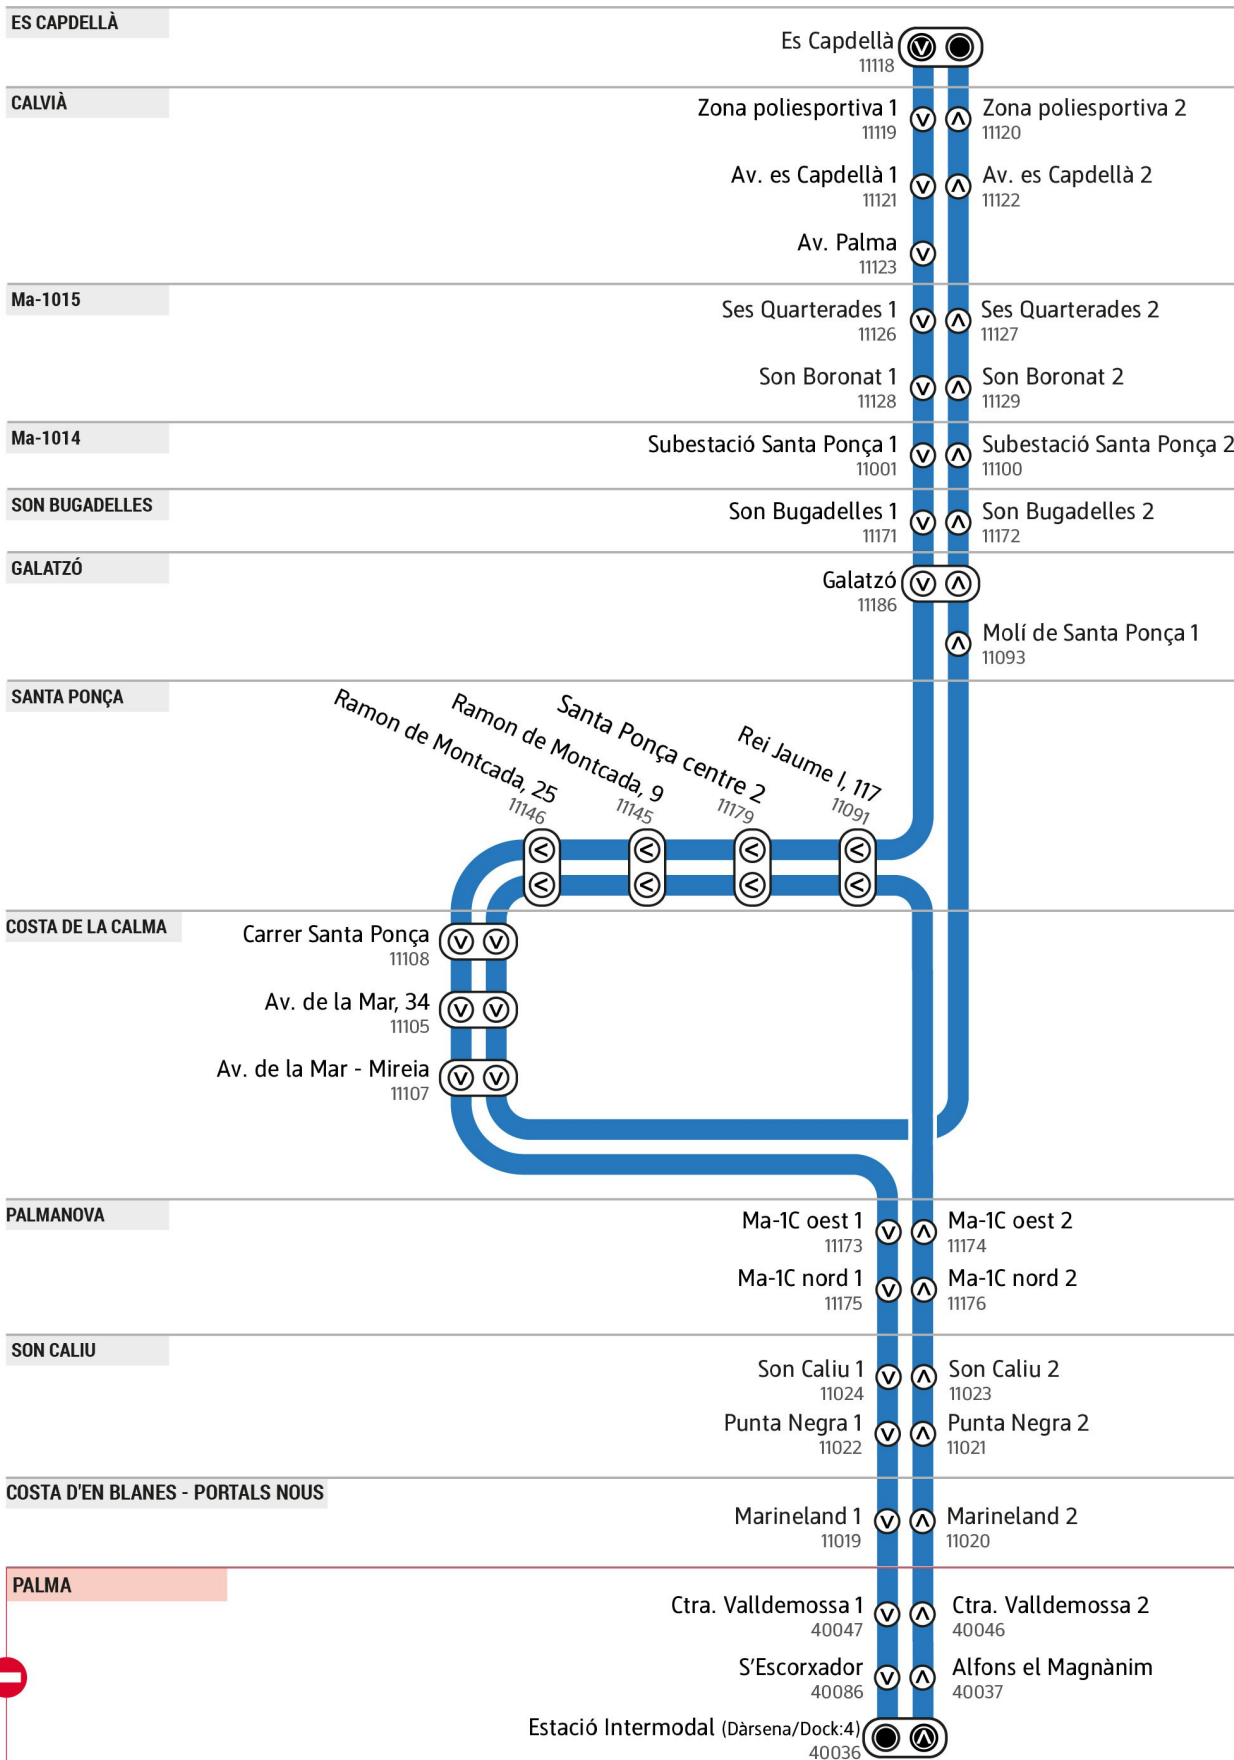 ES CAPDELLÀ
Es Capdellà
11118
CALVIÀ
Zona poliesportiva 1
11119
Zona poliesportiva 2
11120
Av. es Capdellà 1
11121
Av. es Capdellà 2
11122
Av. Palma
11123
Ma-1015
Ses Quarterades 1
11126
Ses Quarterades 2
11127
Son Boronat 1
11128
Son Boronat 2
11129
Ma-1014
Subestació Santa Ponça 1
11001
Subestació Santa Ponça 2
11100
SON BUGADELLES
Son Bugadelles 1
11171
Son Bugadelles 2
11172
GALATZÓ
Galatzó
11186
Molí de Santa Ponça 1
11093
SANTA PONÇA
Ramon de Montcada, 25
11146
Ramon de Montcada, 9
11145
Santa Ponça centre 2
11179
Rei Jaume I, 117
11091
COSTA DE LA CALMA
Carrer Santa Ponça
11108
Av. de la Mar, 34
11105
Av. de la Mar - Mireia
11107
PALMANOVA
Ma-1C oest 1
11173
Ma-1C oest 2
11174
Ma-1C nord 1
11175
Ma-1C nord 2
11176
SON CALIU
Son Caliu 1
11024
Son Caliu 2
11023
Punta Negra 1
11022
Punta Negra 2
11021
COSTA D'EN BLANES - PORTALS NOUS
Marineland 1
11019
Marineland 2
11020
PALMA
Ctra. Valldemossa 1
40047
Ctra. Valldemossa 2
40046
S'Escorxador
40086
Alfons el Magnànim
40037
Estació Intermodal (Dàrsena/Dock:4)
40036